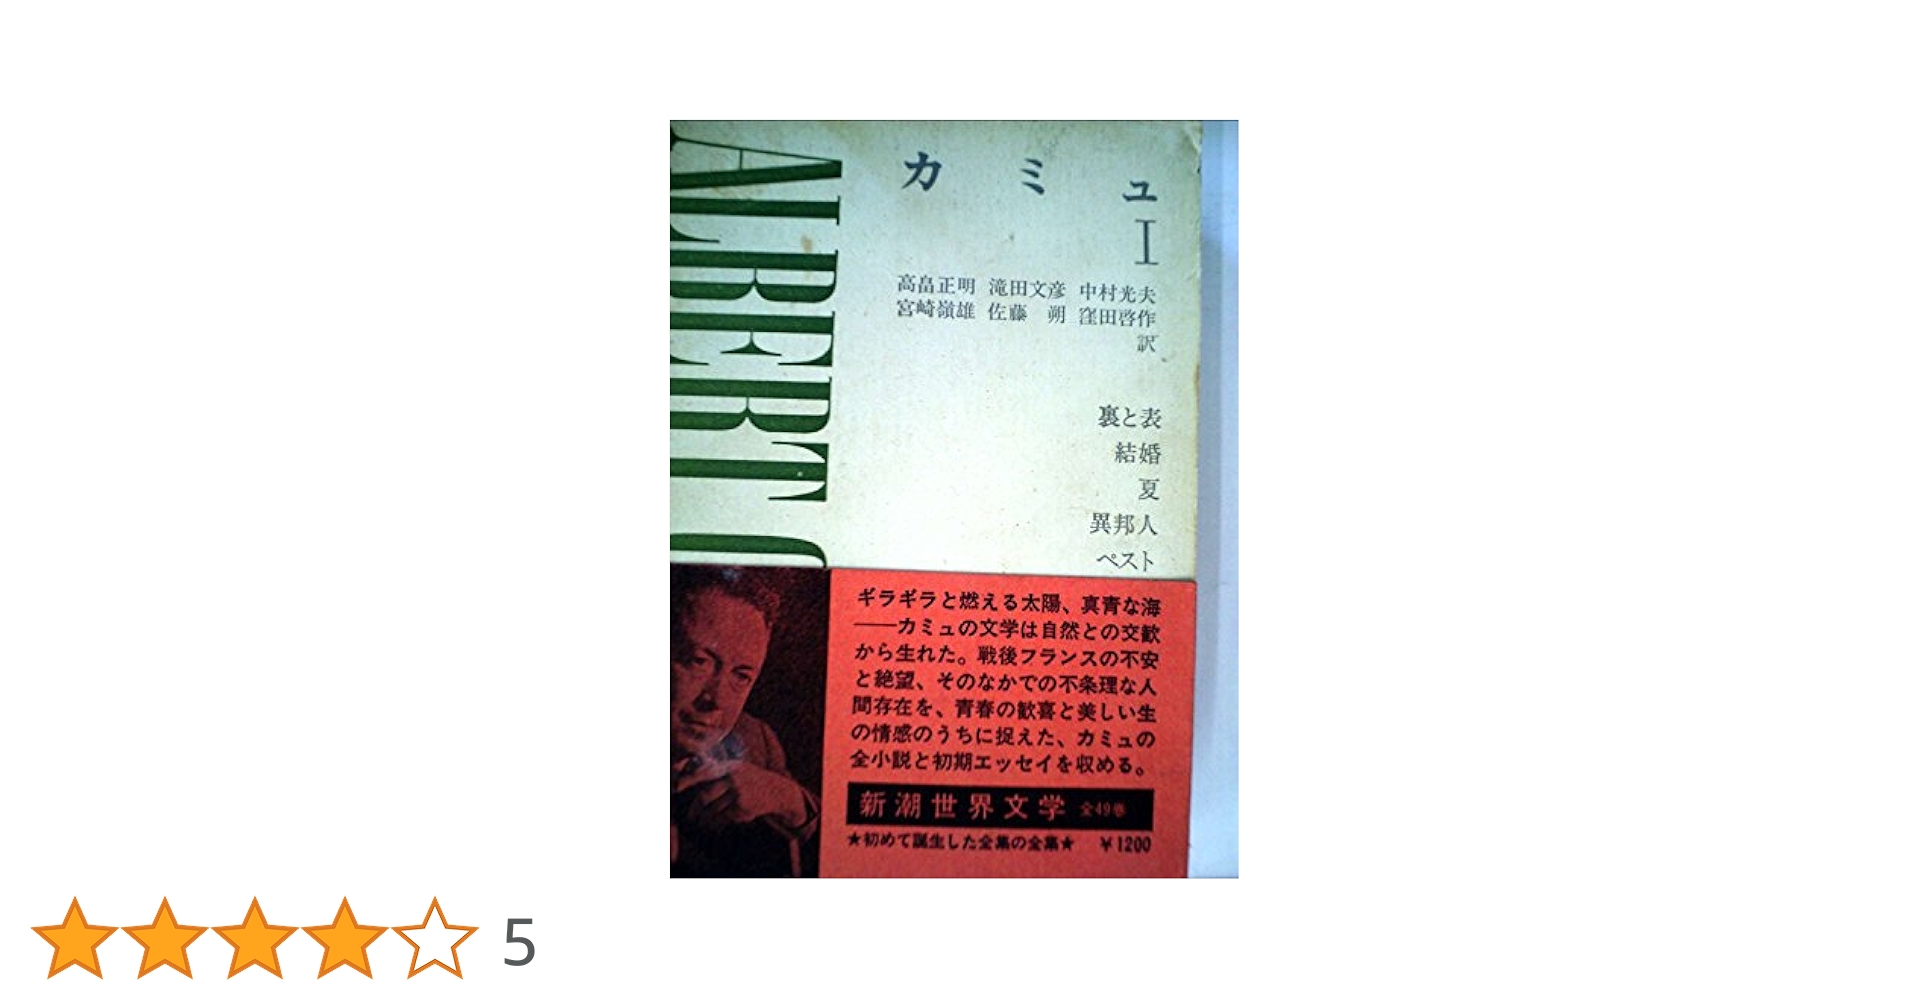 カミュ
I
高畠正明 滝田文彦 中村光夫
宮崎嶺雄 佐藤 朔 窪田啓作
訳
裏と表
結婚
夏
異邦人
ペスト
ALBERT C
ギラギラと燃える太陽、真青な海
——カミュの文学は自然との交歓
から生れた。戦後フランスの不安
と絶望、そのなかでの不条理な人
間存在を、青春の歓喜と美しい生
の情感のうちに捉えた、カミュの
全小説と初期エッセイを収める。
新潮世界文学 全49巻
★初めて誕生した全集の全集★ ¥1200
5